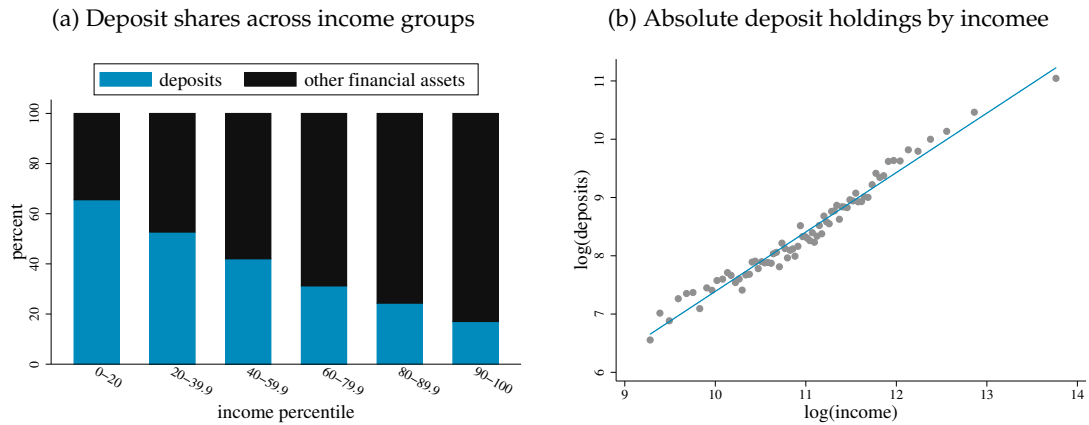 (a) Deposit shares across income groups
deposits other financial assets
percent
100
80
60
40
20
0
0−20 20−39.9 40−59.9 60−79.9 80−89.9 90−100
income percentile
(b) Absolute deposit holdings by incomee
log(deposits)
11
10
9
8
7
6
9 10 11 12 13 14
log(income)